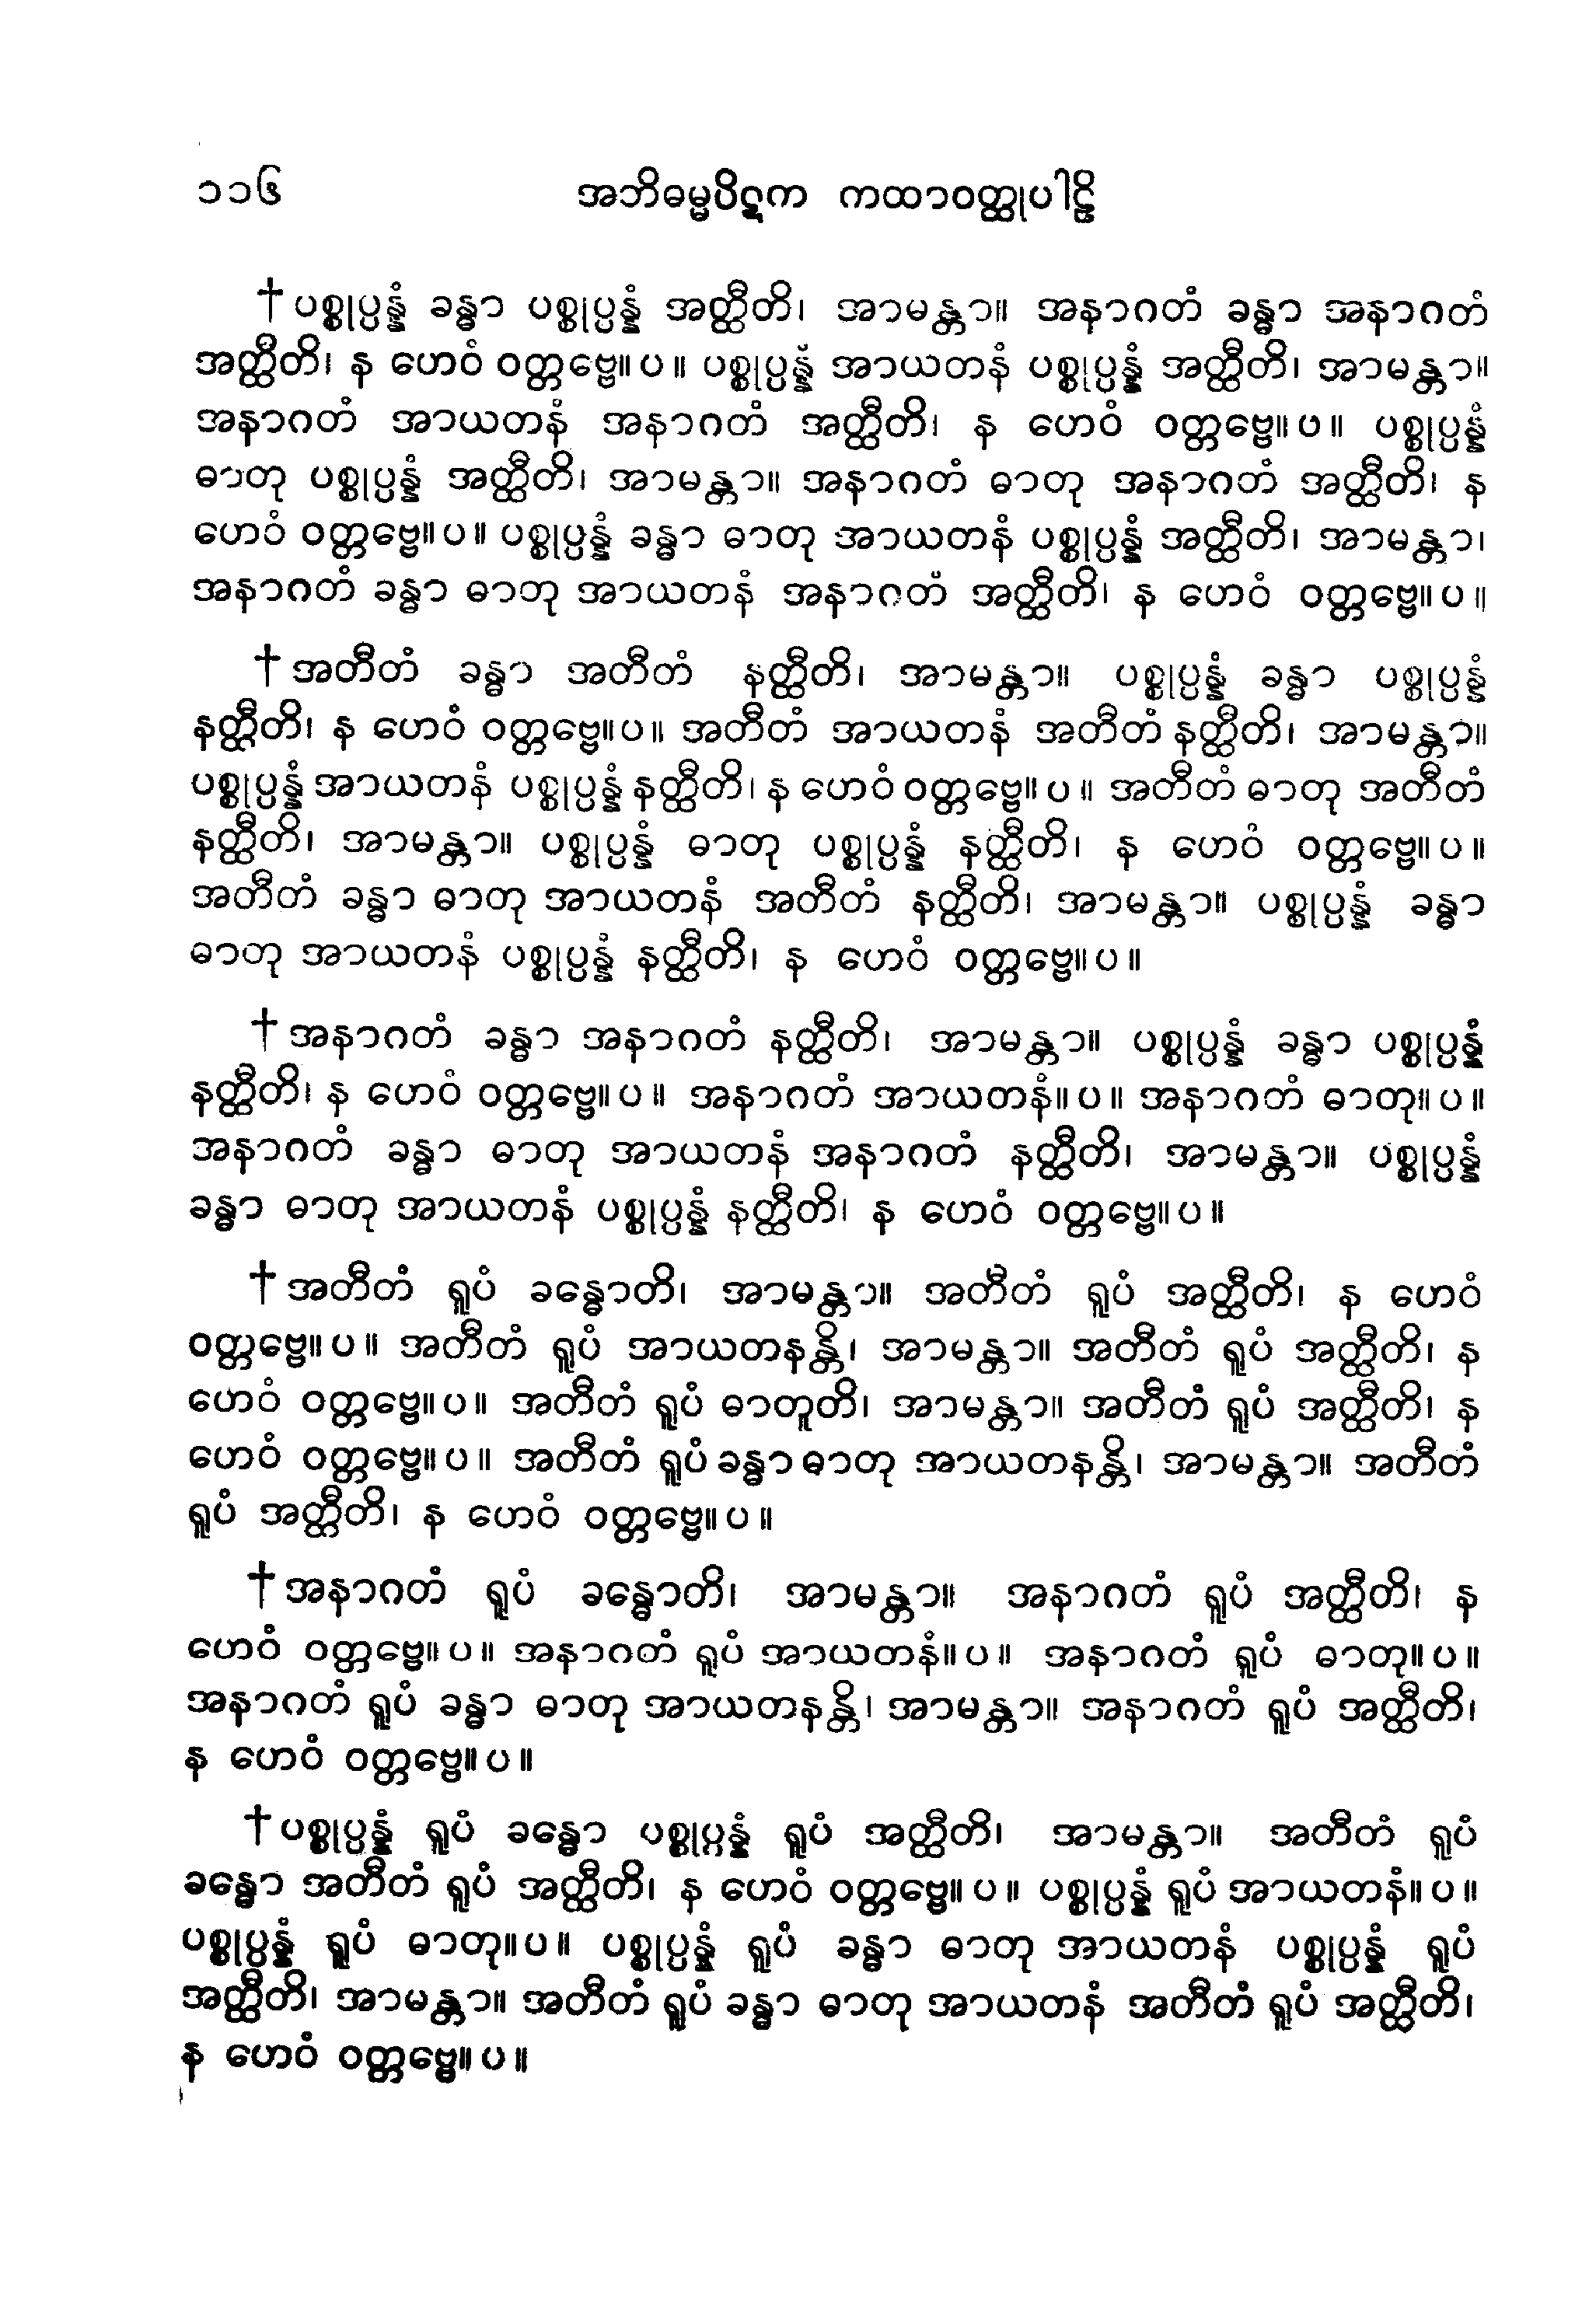 ၁၁၆ အဘိဓမ္မပိဋက ကထာဝတ္ထုပါဠိ
†ပစ္စုပ္ပန္နံ ခန္ဓာ ပစ္စုပ္ပန္နံ အတ္ထီတိ၊ အာမန္တာ။ အနာဂတံ ခန္ဓာ အနာဂတံ
အတ္ထီတိ၊ န ဟေဝံ ဝတ္တဗ္ဗေ။ပ။ ပစ္စုပ္ပန္နံ အာယတနံ ပစ္စုပ္ပန္နံ အတ္ထီတိ၊ အာမန္တာ။
အနာဂတံ အာယတနံ အနာဂတံ အတ္ထီတိ၊ န ဟေဝံ ဝတ္တဗ္ဗေ။ပ။ ပစ္စုပ္ပန္နံ
ဓာတု ပစ္စုပ္ပန္နံ အတ္ထီတိ၊ အာမန္တာ။ အနာဂတံ ဓာတု အနာဂတံ အတ္ထီတိ၊ န
ဟေဝံ ဝတ္တဗ္ဗေ။ပ။ ပစ္စုပ္ပန္နံ ခန္ဓာ ဓာတု အာယတနံ ပစ္စုပ္ပန္နံ အတ္ထီတိ၊ အာမန္တာ၊
အနာဂတံ ခန္ဓာ ဓာတု အာယတနံ အနာဂတံ အတ္ထီတိ၊ န ဟေဝံ ဝတ္တဗ္ဗေ။ပ။
†အတီတံ ခန္ဓာ အတီတံ နတ္ထီတိ၊ အာမန္တာ။ ပစ္စုပ္ပန္နံ ခန္ဓာ ပစ္စုပ္ပန္နံ
နတ္ထီတိ၊ န ဟေဝံ ဝတ္တဗ္ဗေ။ပ။ အတီတံ အာယတနံ အတီတံ နတ္ထီတိ၊ အာမန္တာ။
ပစ္စုပ္ပန္နံ အာယတနံ ပစ္စုပ္ပန္နံ နတ္ထီတိ၊ န ဟေဝံ ဝတ္တဗ္ဗေ။ပ။ အတီတံ ဓာတု အတီတံ
နတ္ထီတိ၊ အာမန္တာ။ ပစ္စုပ္ပန္နံ ဓာတု ပစ္စုပ္ပန္နံ နတ္ထီတိ၊ န ဟေဝံ ဝတ္တဗ္ဗေ။ပ။
အတီတံ ခန္ဓာ ဓာတု အာယတနံ အတီတံ နတ္ထီတိ၊ အာမန္တာ။ ပစ္စုပ္ပန္နံ ခန္ဓာ
ဓာတု အာယတနံ ပစ္စုပ္ပန္နံ နတ္ထီတိ၊ န ဟေဝံ ဝတ္တဗ္ဗေ။ပ။
†အနာဂတံ ခန္ဓာ အနာဂတံ နတ္ထီတိ၊ အာမန္တာ။ ပစ္စုပ္ပန္နံ ခန္ဓာ ပစ္စုပ္ပန္နံ
နတ္ထီတိ၊ န ဟေဝံ ဝတ္တဗ္ဗေ။ပ။ အနာဂတံ အာယတနံ။ပ။ အနာဂတံ ဓာတု။ပ။
အနာဂတံ ခန္ဓာ ဓာတု အာယတနံ အနာဂတံ နတ္ထီတိ၊ အာမန္တာ။ ပစ္စုပ္ပန္နံ
ခန္ဓာ ဓာတု အာယတနံ ပစ္စုပ္ပန္နံ နတ္ထီတိ၊ န ဟေဝံ ဝတ္တဗ္ဗေ။ပ။
†အတီတံ ရူပံ ခန္ဓောတိ၊ အာမန္တာ။ အတီတံ ရူပံ အတ္ထီတိ၊ န ဟေဝံ
ဝတ္တဗ္ဗေ။ပ။ အတီတံ ရူပံ အာယတနန္တိ၊ အာမန္တာ။ အတီတံ ရူပံ အတ္ထီတိ၊ န
ဟေဝံ ဝတ္တဗ္ဗေ။ပ။ အတီတံ ရူပံ ဓာတူတိ၊ အာမန္တာ။ အတီတံ ရူပံ အတ္ထီတိ၊ န
ဟေဝံ ဝတ္တဗ္ဗေ။ပ။ အတီတံ ရူပံ ခန္ဓာ ဓာတု အာယတနန္တိ၊ အာမန္တာ။ အတီတံ
ရူပံ အတ္ထီတိ၊ န ဟေဝံ ဝတ္တဗ္ဗေ။ပ။
†အနာဂတံ ရူပံ ခန္ဓောတိ၊ အာမန္တာ။ အနာဂတံ ရူပံ အတ္ထီတိ၊ န
ဟေဝံ ဝတ္တဗ္ဗေ။ပ။ အနာဂတံ ရူပံ အာယတနံ။ပ။ အနာဂတံ ရူပံ ဓာတု။ပ။
အနာဂတံ ရူပံ ခန္ဓာ ဓာတု အာယတနန္တိ၊ အာမန္တာ။ အနာဂတံ ရူပံ အတ္ထီတိ၊
န ဟေဝံ ဝတ္တဗ္ဗေ။ပ။
†ပစ္စုပ္ပန္နံ ရူပံ ခန္ဓော ပစ္စုပ္ပန္နံ ရူပံ အတ္ထီတိ၊ အာမန္တာ။ အတီတံ ရူပံ
ခန္ဓော အတီတံ ရူပံ အတ္ထီတိ၊ န ဟေဝံ ဝတ္တဗ္ဗေ။ပ။ ပစ္စုပ္ပန္နံ ရူပံ အာယတနံ။ပ။
ပစ္စုပ္ပန္နံ ရူပံ ဓာတု။ပ။ ပစ္စုပ္ပန္နံ ရူပံ ခန္ဓာ ဓာတု အာယတနံ ပစ္စုပ္ပန္နံ ရူပံ
အတ္ထီတိ၊ အာမန္တာ။ အတီတံ ရူပံ ခန္ဓာ ဓာတု အာယတနံ အတီတံ ရူပံ အတ္ထီတိ၊
န ဟေဝံ ဝတ္တဗ္ဗေ။ပ။